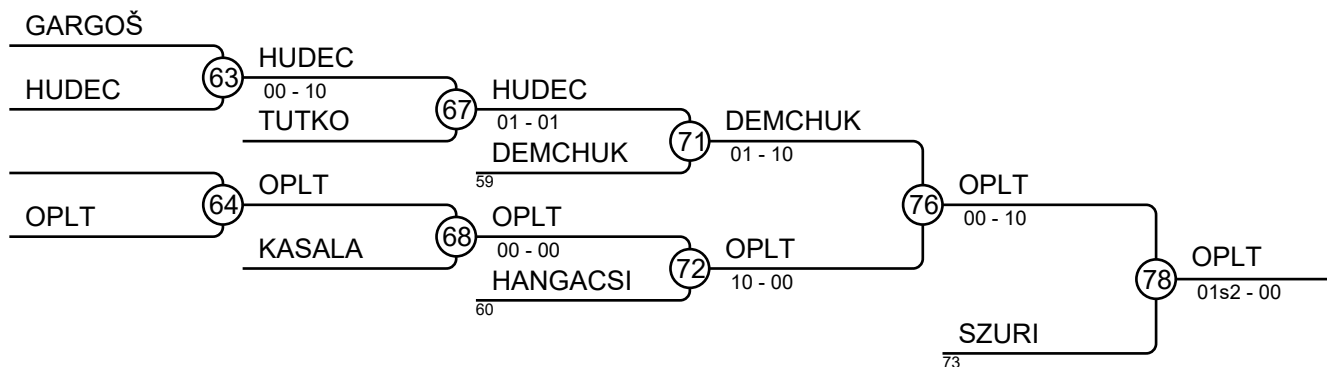 GARGOŠ
HUDEC
63
HUDEC
00 - 10
TUTKO
67
HUDEC
01 - 01
DEMCHUK
59
71
DEMCHUK
01 - 10
OPLT
64
OPLT
KASALA
68
OPLT
00 - 00
HANGACSI
60
72
OPLT
10 - 00
76
OPLT
00 - 10
SZURI
73
78
OPLT
01s2 - 00